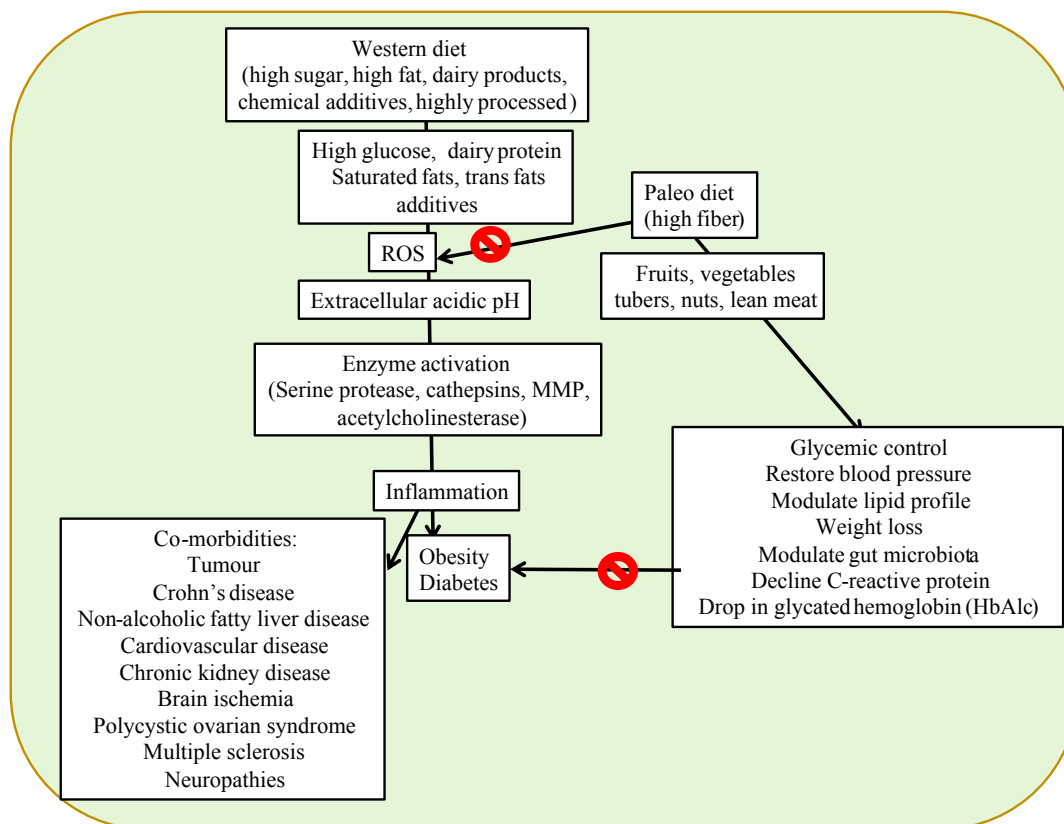 Western diet
(high sugar, high fat, dairy products,
chemical additives, highly processed)
High glucose, dairy protein
Saturated fats, trans fats
additives
ROS
Extracellular acidic pH
Enzyme activation
(Serine protease, cathepsins, MMP,
acetylcholinesterase)
Inflammation
Obesity
Diabetes
Co-morbidities:
Tumour
Crohn's disease
Non-alcoholic fatty liver disease
Cardiovascular disease
Chronic kidney disease
Brain ischemia
Polycystic ovarian syndrome
Multiple sclerosis
Neuropathies
Paleo diet
(high fiber)
Fruits, vegetables
tubers, nuts, lean meat
Glycemic control
Restore blood pressure
Modulate lipid profile
Weight loss
Modulate gut microbiota
Decline C-reactive protein
Drop in glycated hemoglobin (HbAlc)